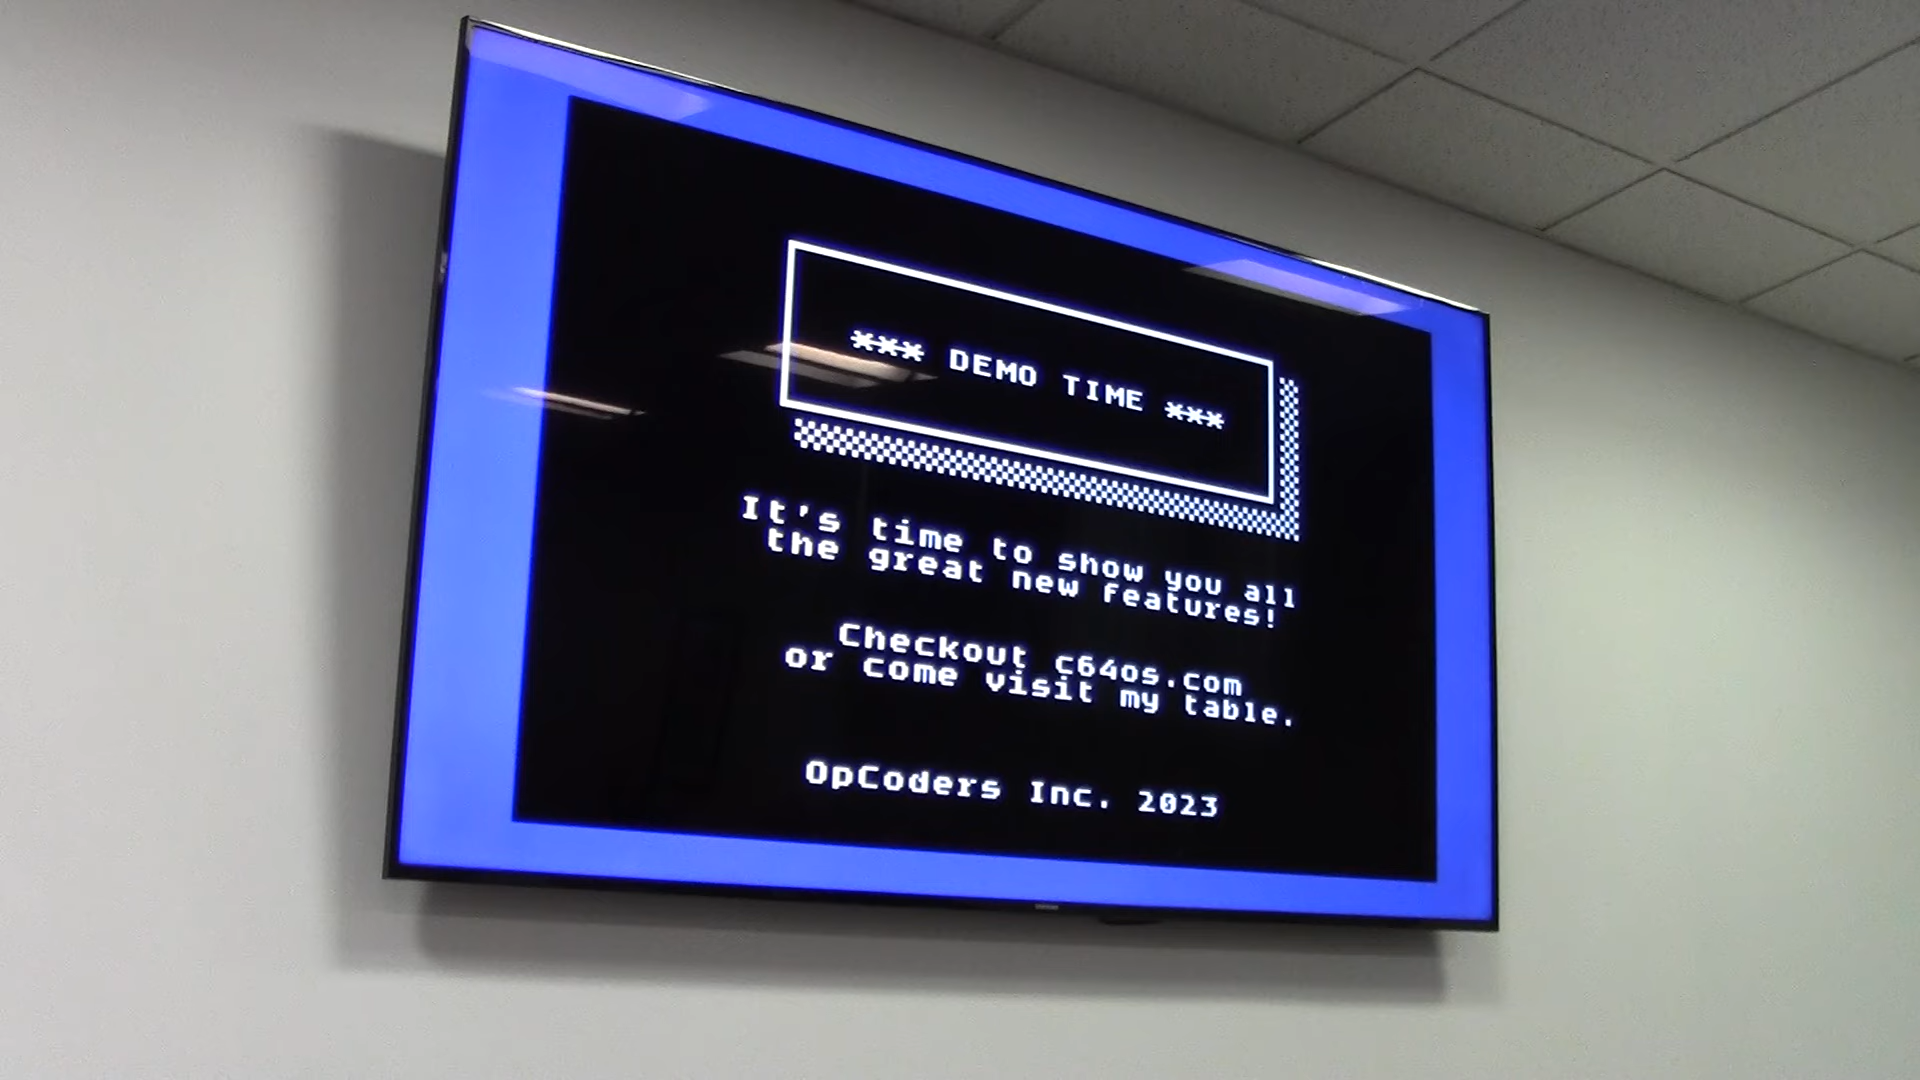 *** DEMO TIME ***
It's time to show you all
the great new features!
Checkout c64os.com
or come visit my table.
OpCoders Inc. 2023